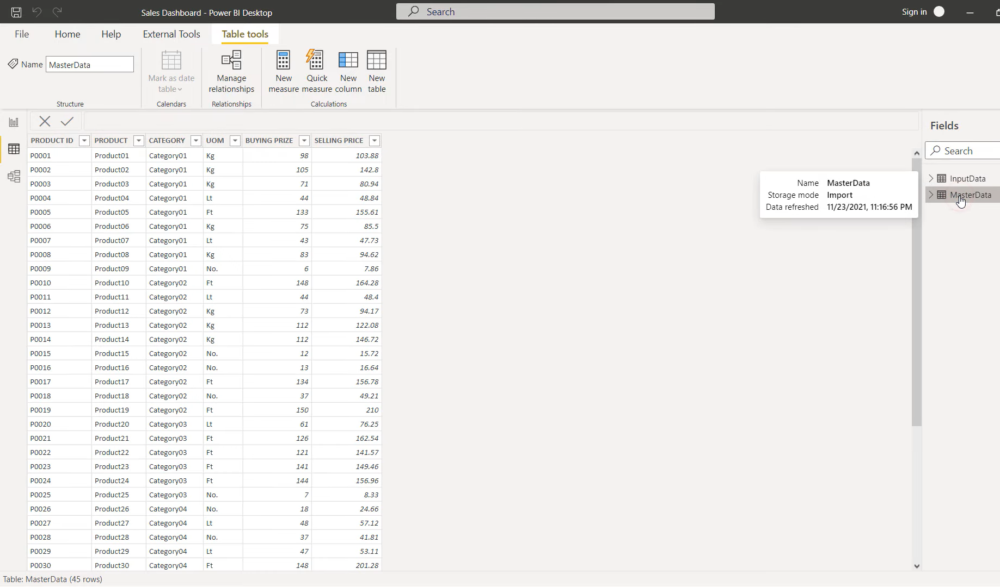 Sales Dashboard - Power BI Desktop
Search
Sign in
File Home Help External Tools Table tools
Name MasterData
Mark as date table
Manage relationships
New measure
Quick measure
New column
New table
Structure Calendars Relationships Calculations
Fields
Search
InputData
MasterData
Name MasterData
Storage mode Import
Data refreshed 11/23/2021, 11:16:56 PM
PRODUCT ID PRODUCT CATEGORY UOM BUYING PRIZE SELLING PRICE
P0001 Product01 Category01 Kg 98 103.88
P0002 Product02 Category01 Kg 105 142.8
P0003 Product03 Category01 Kg 71 80.94
P0004 Product04 Category01 Lt 44 48.84
P0005 Product05 Category01 Ft 133 155.61
P0006 Product06 Category01 Kg 75 85.5
P0007 Product07 Category01 Lt 43 47.73
P0008 Product08 Category01 Kg 83 94.62
P0009 Product09 Category01 No. 6 7.86
P0010 Product10 Category02 Ft 148 164.28
P0011 Product11 Category02 Lt 44 48.4
P0012 Product12 Category02 Kg 73 94.17
P0013 Product13 Category02 Kg 112 122.08
P0014 Product14 Category02 Kg 112 146.72
P0015 Product15 Category02 No. 12 15.72
P0016 Product16 Category02 No. 13 16.64
P0017 Product17 Category02 Ft 134 156.78
P0018 Product18 Category02 No. 37 49.21
P0019 Product19 Category02 Ft 150 210
P0020 Product20 Category03 Lt 61 76.25
P0021 Product21 Category03 Ft 126 162.54
P0022 Product22 Category03 Ft 121 141.57
P0023 Product23 Category03 Ft 141 149.46
P0024 Product24 Category03 Ft 144 156.96
P0025 Product25 Category03 No. 7 8.33
P0026 Product26 Category04 No. 18 24.66
P0027 Product27 Category04 Lt 48 57.12
P0028 Product28 Category04 No. 37 41.81
P0029 Product29 Category04 Lt 47 53.11
P0030 Product30 Category04 Ft 148 201.28
Table: MasterData (45 rows)